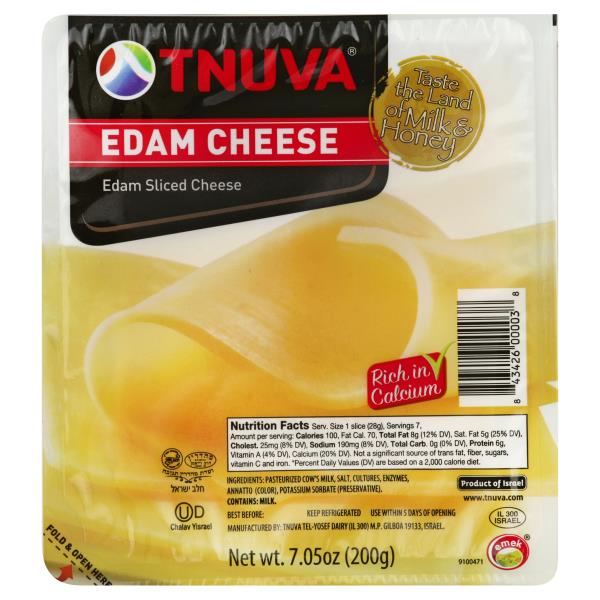 TNUVA®
EDAM CHEESE
Edam Sliced Cheese
Taste
the Land
of Milk &
Honey
Rich in
Calcium
8 43426 00003 8
Nutrition Facts Serv. Size 1 slice (28g), Servings 7,
Amount per serving: Calories 100, Fat Cal. 70, Total Fat 8g (12% DV), Sat. Fat 5g (25% DV),
Cholest. 25mg (8% DV), Sodium 190mg (8% DV), Total Carb. 0g (0% DV), Protein 6g,
Vitamin A (4% DV), Calcium (20% DV). Not a significant source of trans fat, fiber, sugars,
vitamin C and iron. *Percent Daily Values (DV) are based on a 2,000 calorie diet.
INGREDIENTS: PASTEURIZED COW'S MILK, SALT, CULTURES, ENZYMES,
ANNATTO (COLOR), POTASSIUM SORBATE (PRESERVATIVE).
CONTAINS: MILK.
BEST BEFORE: KEEP REFRIGERATED USE WITHIN 5 DAYS OF OPENING
MANUFACTURED BY: TNUVA TEL-YOSEF DAIRY (IL 300) M.P. GILBOA 19133, ISRAEL.
חלב ישראל
U D
Chalav Yisrael
Product of Israel
www.tnuva.com
IL 300
ISRAEL
emek
FOLD & OPEN HERE
Net wt. 7.05oz (200g)
9100471